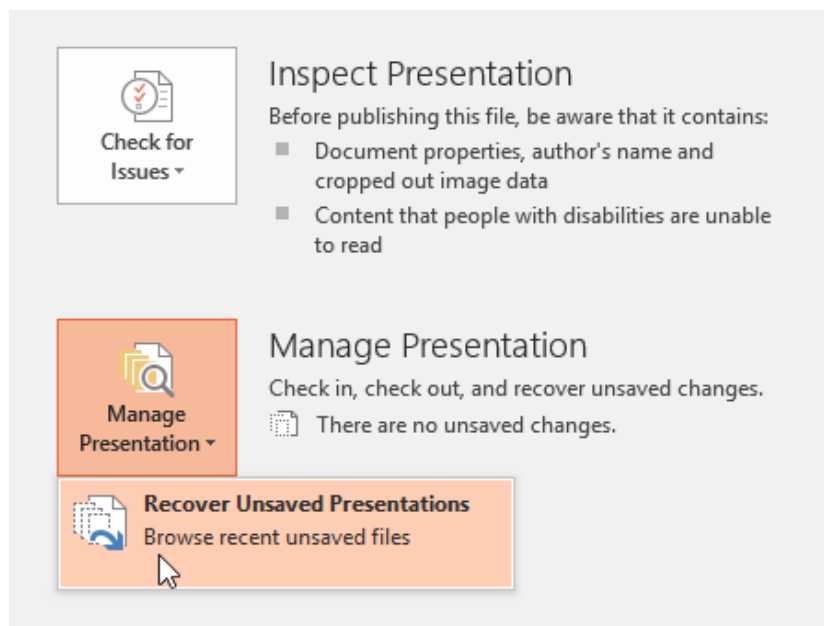 Inspect Presentation
Before publishing this file, be aware that it contains:
Document properties, author's name and
cropped out image data
Content that people with disabilities are unable
to read
Check for
Issues
Manage Presentation
Check in, check out, and recover unsaved changes.
There are no unsaved changes.
Manage
Presentation
Recover Unsaved Presentations
Browse recent unsaved files